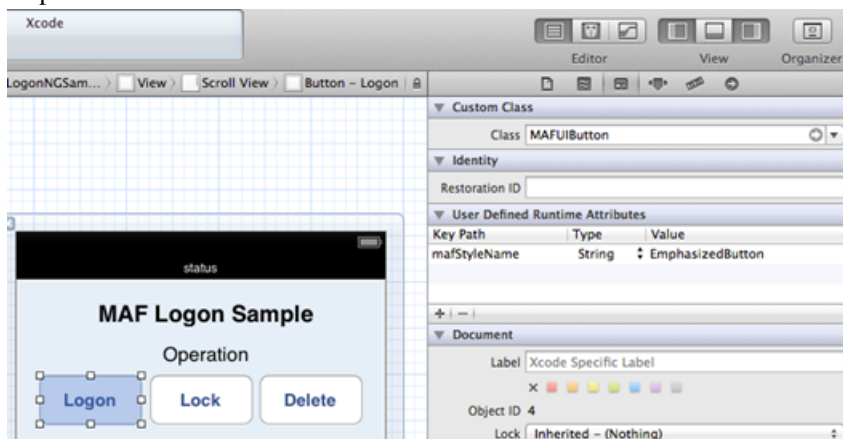 Xcode
Editor
View
Organizer
LogonNGSam... View Scroll View Button – Logon
Custom Class
Class MAFUIButton
Identity
Restoration ID
User Defined Runtime Attributes
Key Path Type Value
mafStyleName String EmphasizedButton
status
MAF Logon Sample
Operation
Logon Lock Delete
+ −
Document
Label Xcode Specific Label
Object ID 4
Lock Inherited – (Nothing)